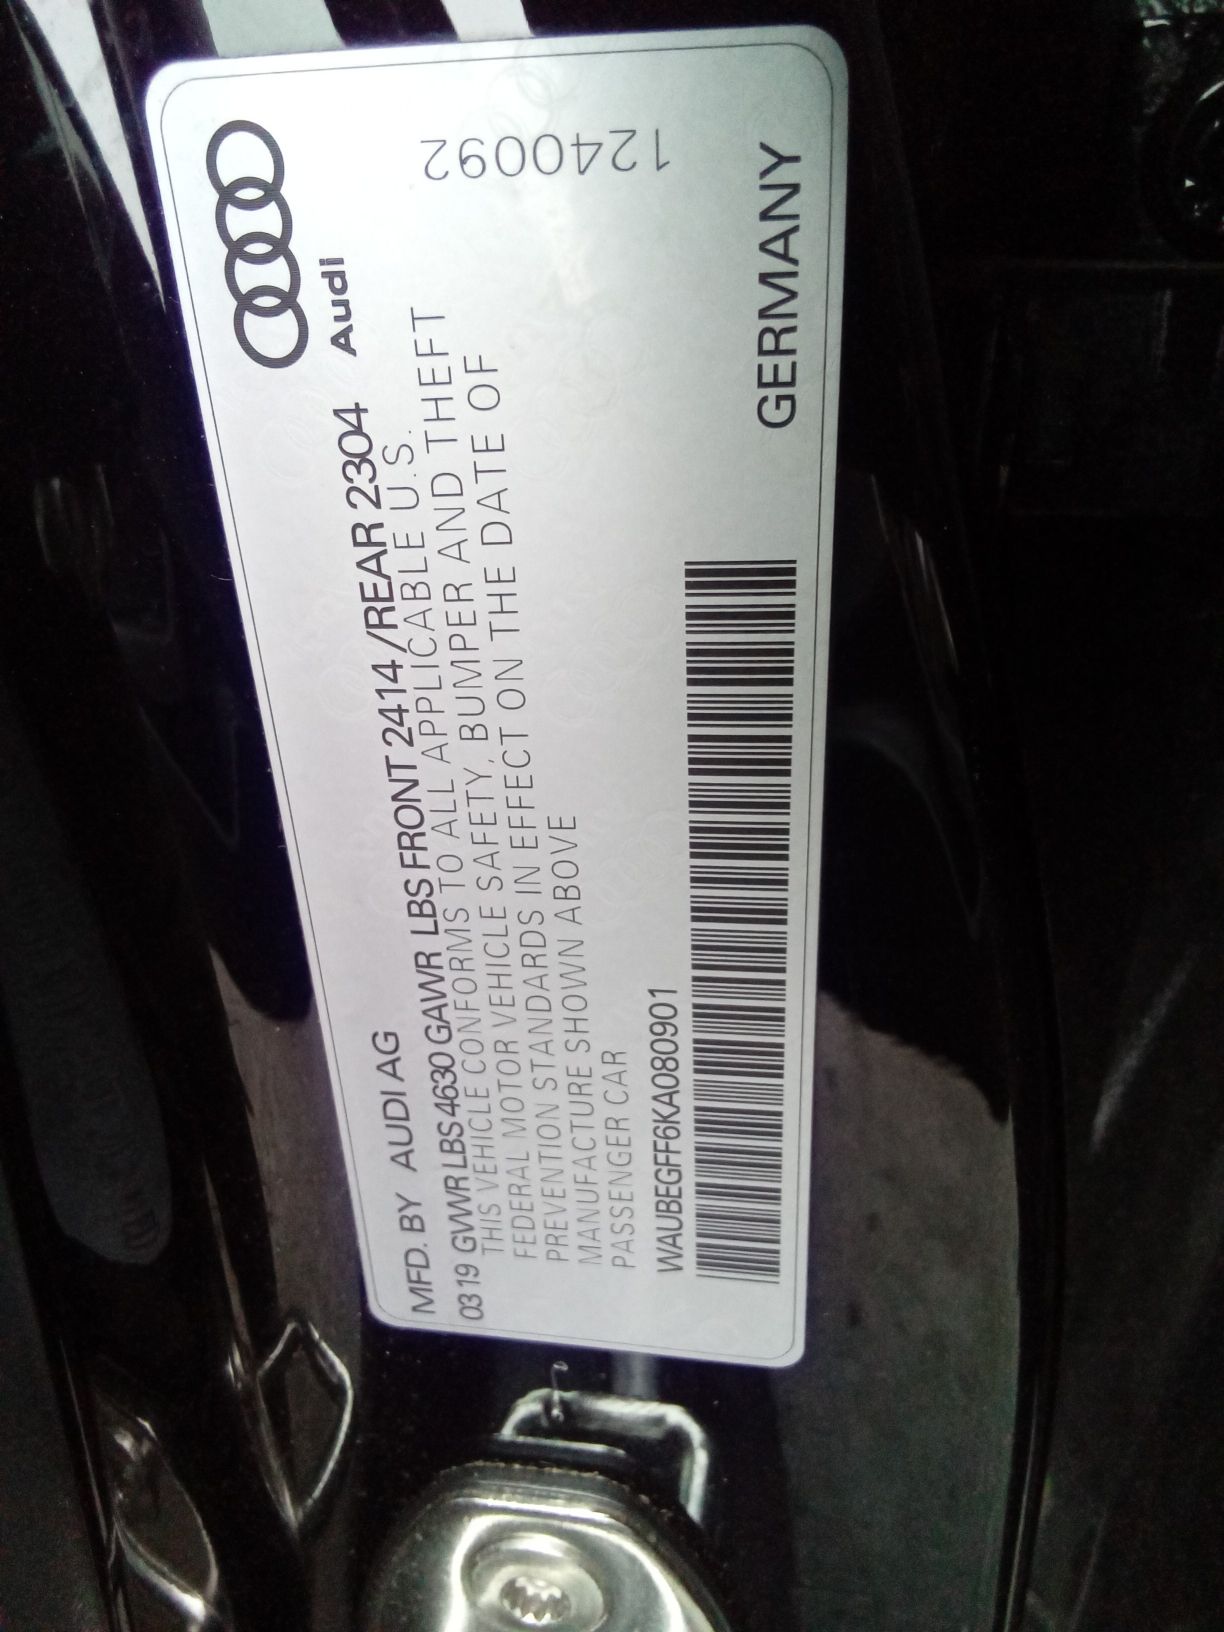 MFD. BY AUDI AG
Audi
0319 GVWR LBS 4630 GAWR LBS FRONT 2414 /REAR 2304
THIS VEHICLE CONFORMS TO ALL APPLICABLE U.S.
FEDERAL MOTOR VEHICLE SAFETY, BUMPER AND THEFT
PREVENTION STANDARDS IN EFFECT ON THE DATE OF
MANUFACTURE SHOWN ABOVE
PASSENGER CAR
1240092
WAUBEGFF6KA080901
GERMANY